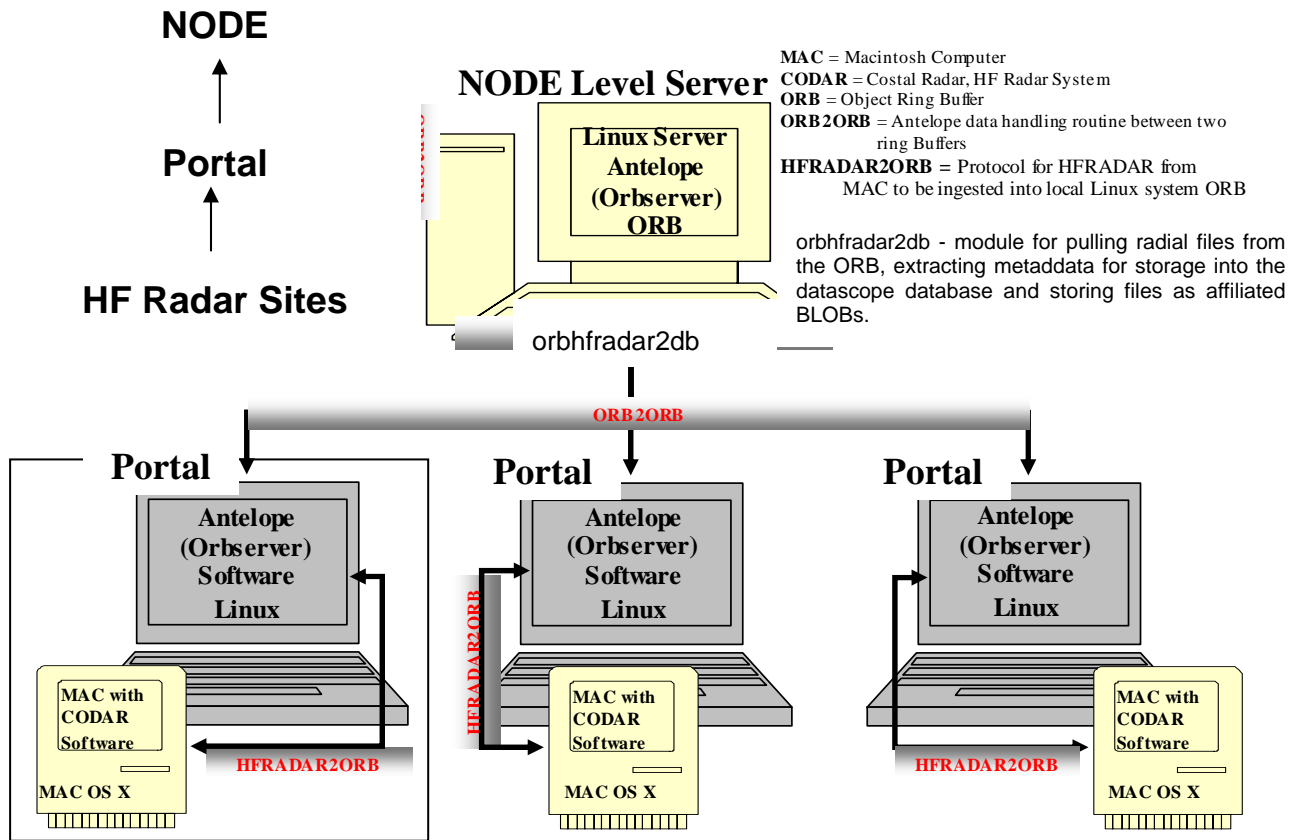 NODE
Portal
HF Radar Sites
NODE Level Server
Linux Server
Antelope
(Orbserver)
ORB
orbhfradar2db
MAC = Macintosh Computer
CODAR = Costal Radar, HF Radar System
ORB = Object Ring Buffer
ORB2ORB = Antelope data handling routine between two
ring Buffers
HFRADAR2ORB = Protocol for HFRADAR from
MAC to be ingested into local Linux system ORB
orbhfradar2db - module for pulling radial files from
the ORB, extracting metaddata for storage into the
datascope database and storing files as affiliated
BLOBs.
ORB2ORB
Portal
Antelope
(Orbserver)
Software
Linux
MAC with
CODAR
Software
MAC OS X
HFRADAR2ORB
Portal
Antelope
(Orbserver)
Software
Linux
HFRADAR2ORB
MAC with
CODAR
Software
MAC OS X
Portal
Antelope
(Orbserver)
Software
Linux
HFRADAR2ORB
MAC with
CODAR
Software
MAC OS X